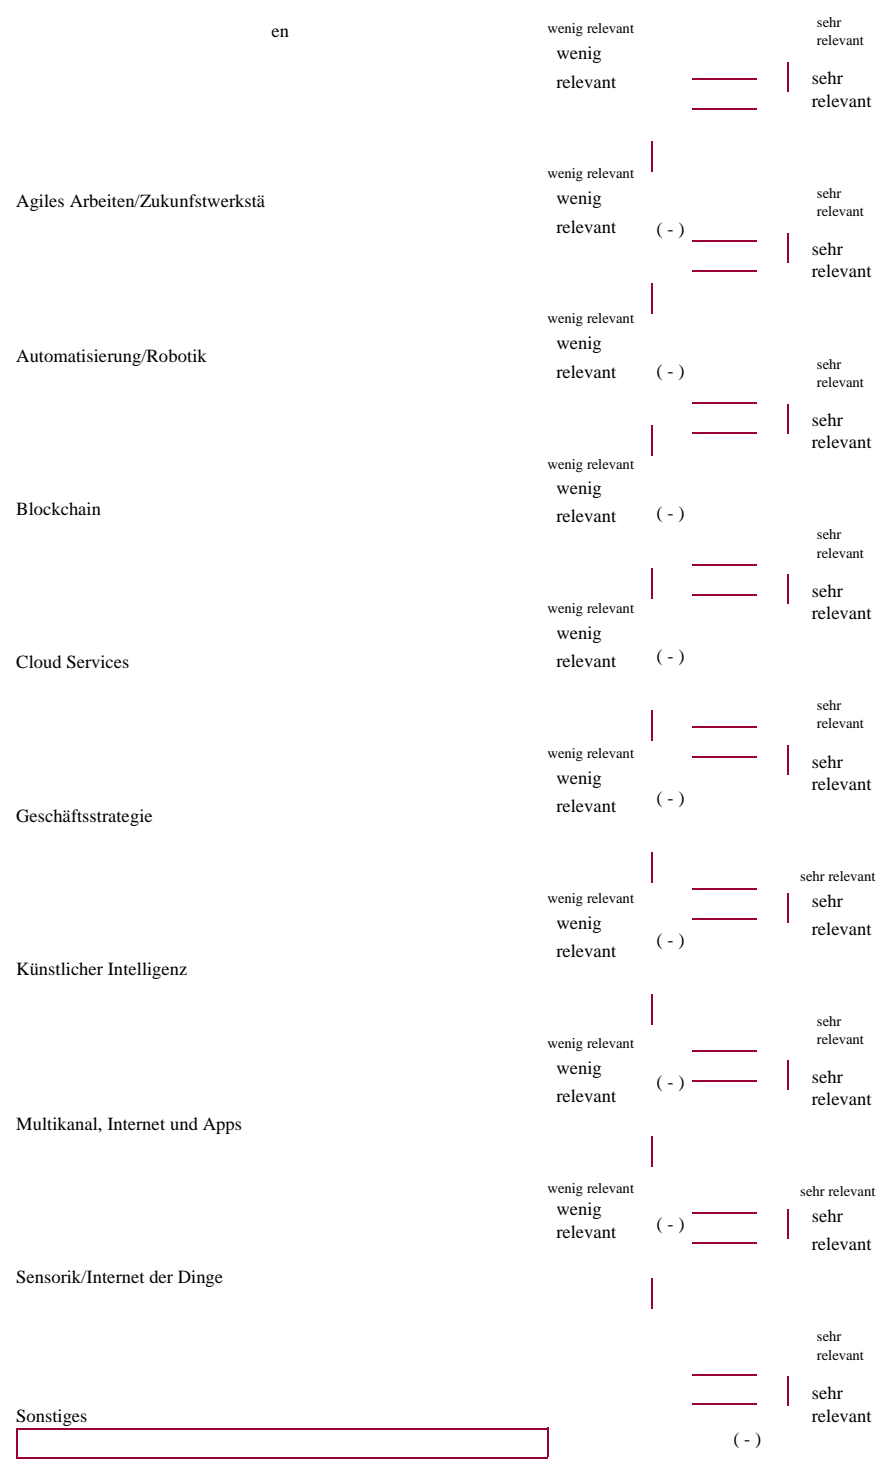 en
wenig relevant
sehr
relevant
wenig
relevant
sehr
relevant
Agiles Arbeiten/Zukunfstwerkstä
wenig relevant
wenig
relevant
( - )
sehr
relevant
sehr
relevant
Automatisierung/Robotik
wenig relevant
wenig
relevant
( - )
sehr
relevant
sehr
relevant
Blockchain
wenig relevant
wenig
relevant
( - )
sehr
relevant
sehr
relevant
Cloud Services
wenig relevant
wenig
relevant
( - )
sehr
relevant
sehr
relevant
Geschäftsstrategie
wenig relevant
wenig
relevant
( - )
sehr relevant
sehr
relevant
Künstlicher Intelligenz
wenig relevant
wenig
relevant
( - )
sehr
relevant
sehr
relevant
Multikanal, Internet und Apps
wenig relevant
wenig
relevant
( - )
sehr relevant
sehr
relevant
Sensorik/Internet der Dinge
wenig relevant
wenig
relevant
( - )
sehr
relevant
sehr
relevant
Sonstiges
( - )